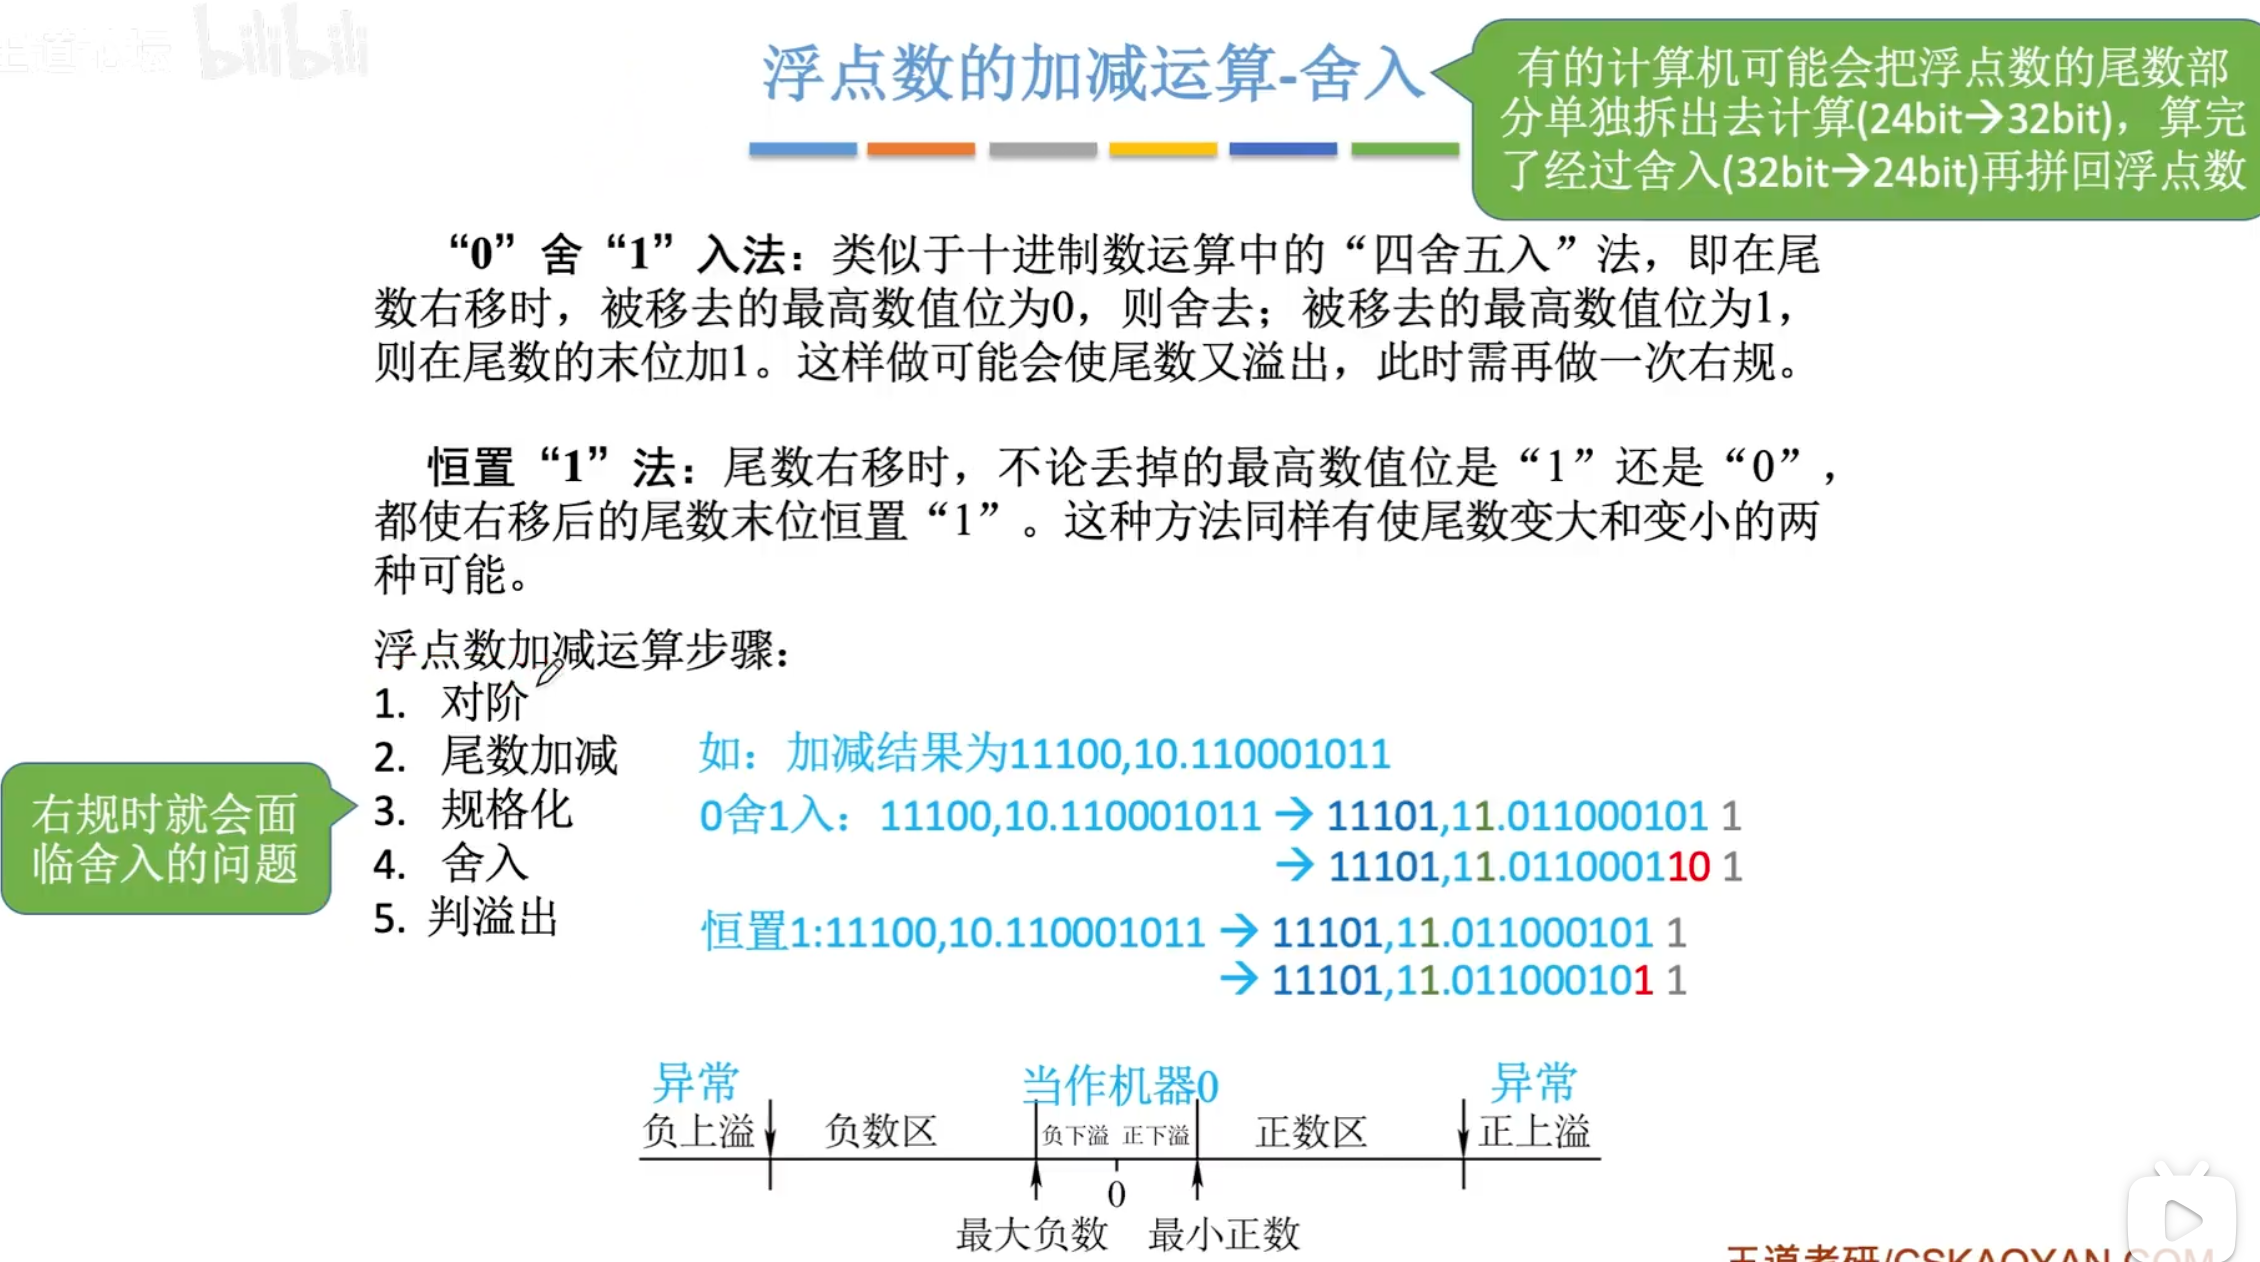 王道论坛 bilibili
浮点数的加减运算-舍入
有的计算机可能会把浮点数的尾数部
分单独拆出去计算(24bit→32bit)，算完
了经过舍入(32bit→24bit)再拼回浮点数
“0”舍“1”入法：类似于十进制数运算中的“四舍五入”法，即在尾
数右移时，被移去的最高数值位为0，则舍去；被移去的最高数值位为1，
则在尾数的末位加1。这样做可能会使尾数又溢出，此时需再做一次右规。
恒置“1”法：尾数右移时，不论丢掉的最高数值位是“1”还是“0”，
都使右移后的尾数末位恒置“1”。这种方法同样有使尾数变大和变小的两
种可能。
浮点数加减运算步骤：
1. 对阶
2. 尾数加减
3. 规格化
4. 舍入
5. 判溢出
右规时就会面
临舍入的问题
如：加减结果为11100,10.110001011
0舍1入：11100,10.110001011 → 11101,11.011000101 1
→ 11101,11.011000110 1
恒置1:11100,10.110001011 → 11101,11.011000101 1
→ 11101,11.011000101 1
异常 当作机器0 异常
负上溢 负数区 负下溢 正下溢 正数区 正上溢
0
最大负数 最小正数
王道考研/CSKAOYAN.COM